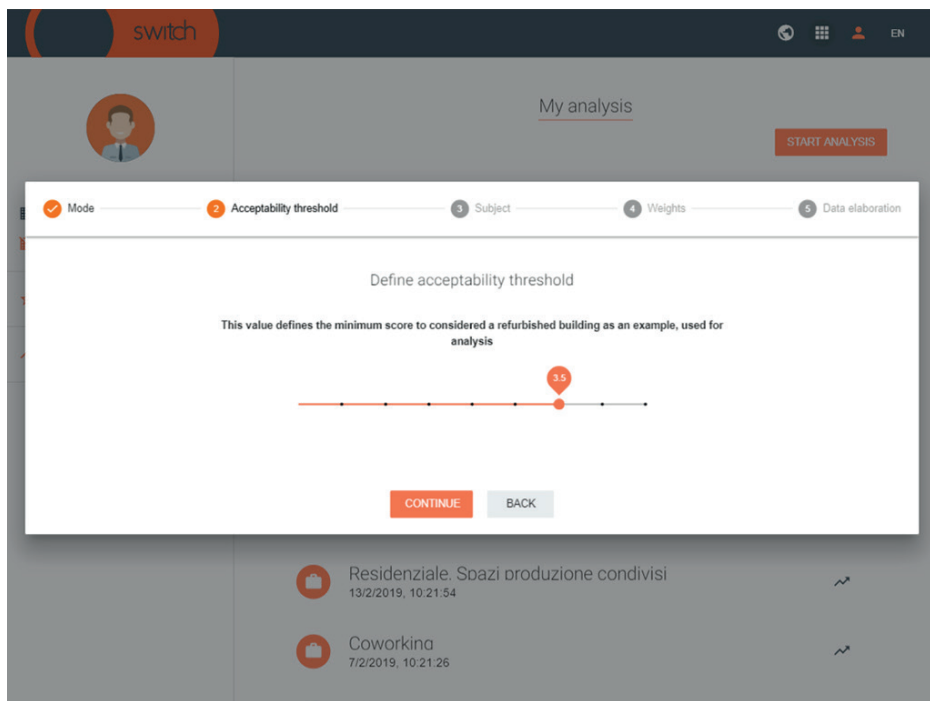 switch
EN
My analysis
START ANALYSIS
Mode
2 Acceptability threshold
3 Subject
4 Weights
5 Data elaboration
Define acceptability threshold
This value defines the minimum score to considered a refurbished building as an example, used for
analysis
3.5
CONTINUE
BACK
Residenziale. Spazi produzione condivisi
13/2/2019, 10:21:54
Coworking
7/2/2019, 10:21:26